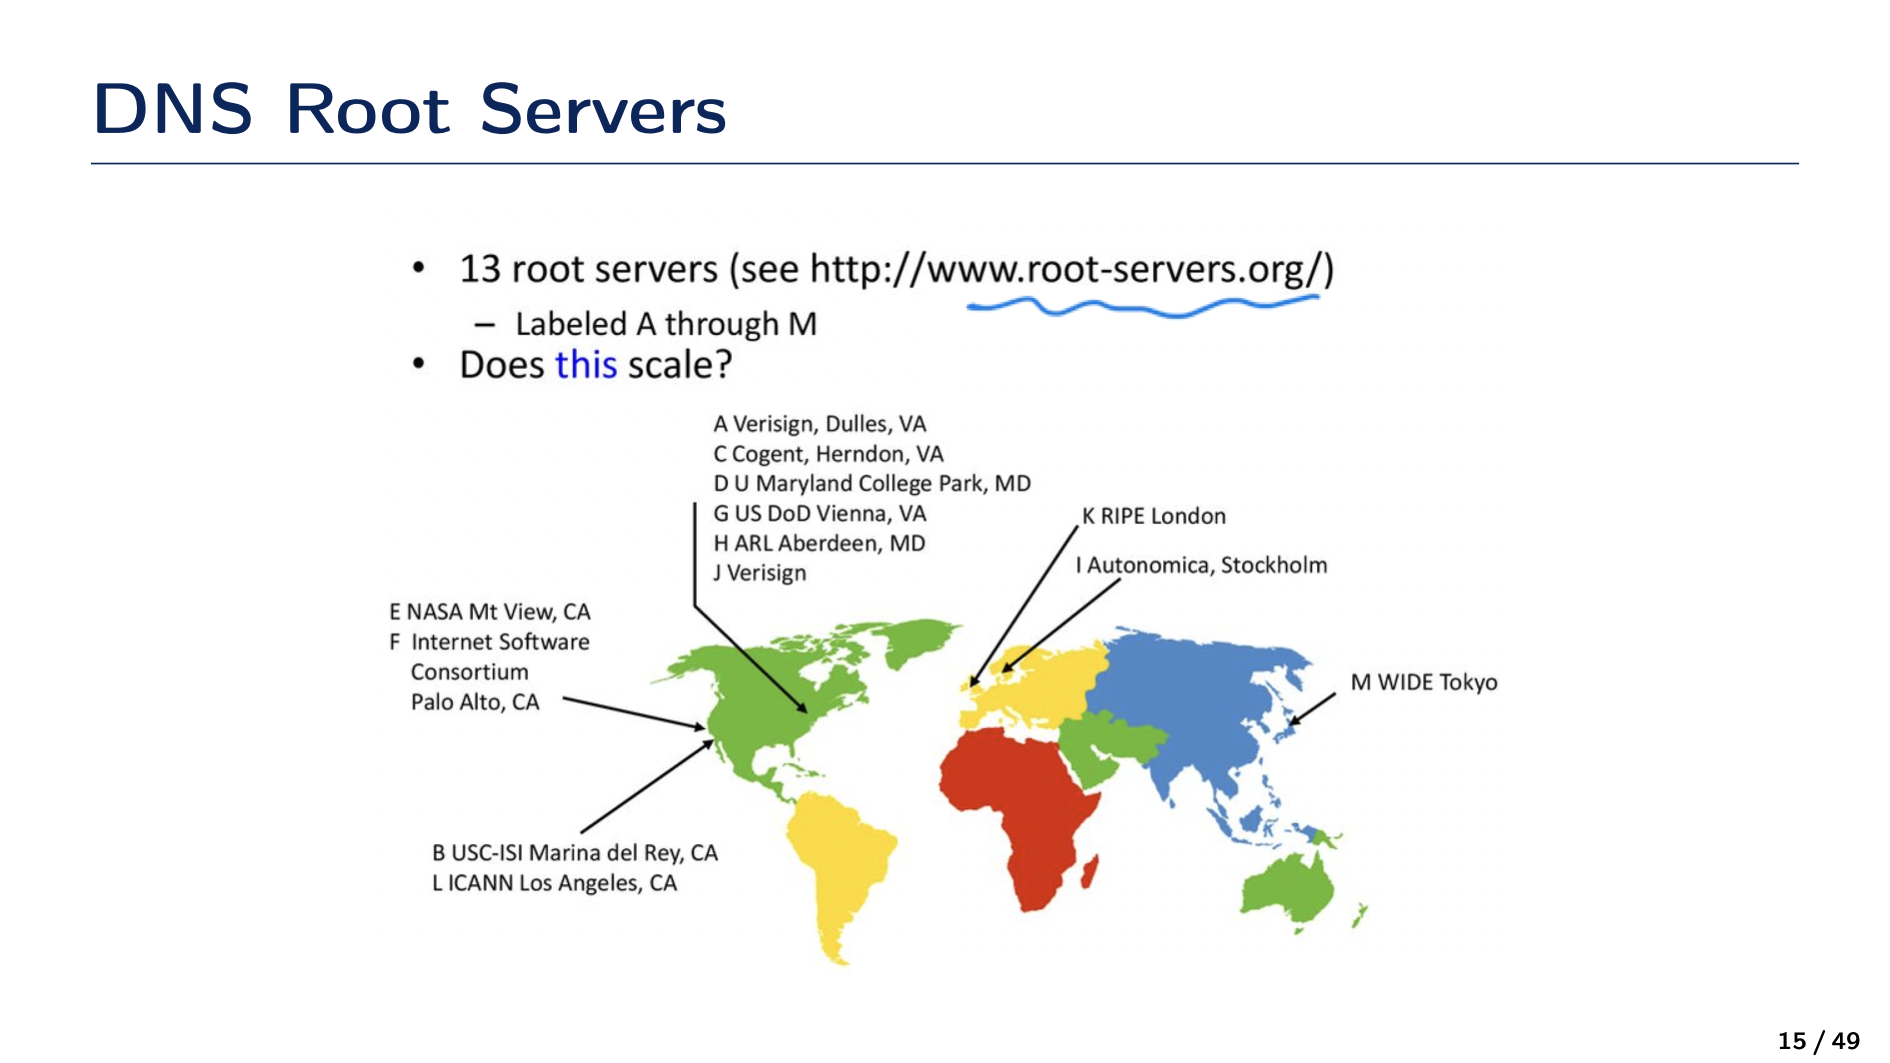 DNS Root Servers
• 13 root servers (see http://www.root-servers.org/)
– Labeled A through M
• Does this scale?
A Verisign, Dulles, VA
C Cogent, Herndon, VA
D U Maryland College Park, MD
G US DoD Vienna, VA
H ARL Aberdeen, MD
J Verisign
K RIPE London
I Autonomica, Stockholm
E NASA Mt View, CA
F Internet Software
Consortium
Palo Alto, CA
M WIDE Tokyo
B USC-ISI Marina del Rey, CA
L ICANN Los Angeles, CA
15 / 49